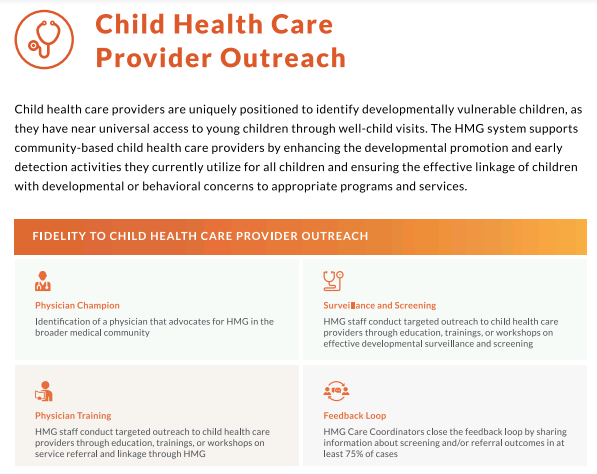 Child Health Care
Provider Outreach
Child health care providers are uniquely positioned to identify developmentally vulnerable children, as
they have near universal access to young children through well-child visits. The HMG system supports
community-based child health care providers by enhancing the developmental promotion and early
detection activities they currently utilize for all children and ensuring the effective linkage of children
with developmental or behavioral concerns to appropriate programs and services.
FIDELITY TO CHILD HEALTH CARE PROVIDER OUTREACH
Physician Champion
Identification of a physician that advocates for HMG in the
broader medical community
Surveillance and Screening
HMG staff conduct targeted outreach to child health care
providers through education, trainings, or workshops on
effective developmental surveillance and screening
Physician Training
HMG staff conduct targeted outreach to child health care
providers through education, trainings, or workshops on
service referral and linkage through HMG
Feedback Loop
HMG Care Coordinators close the feedback loop by sharing
information about screening and/or referral outcomes in at
least 75% of cases